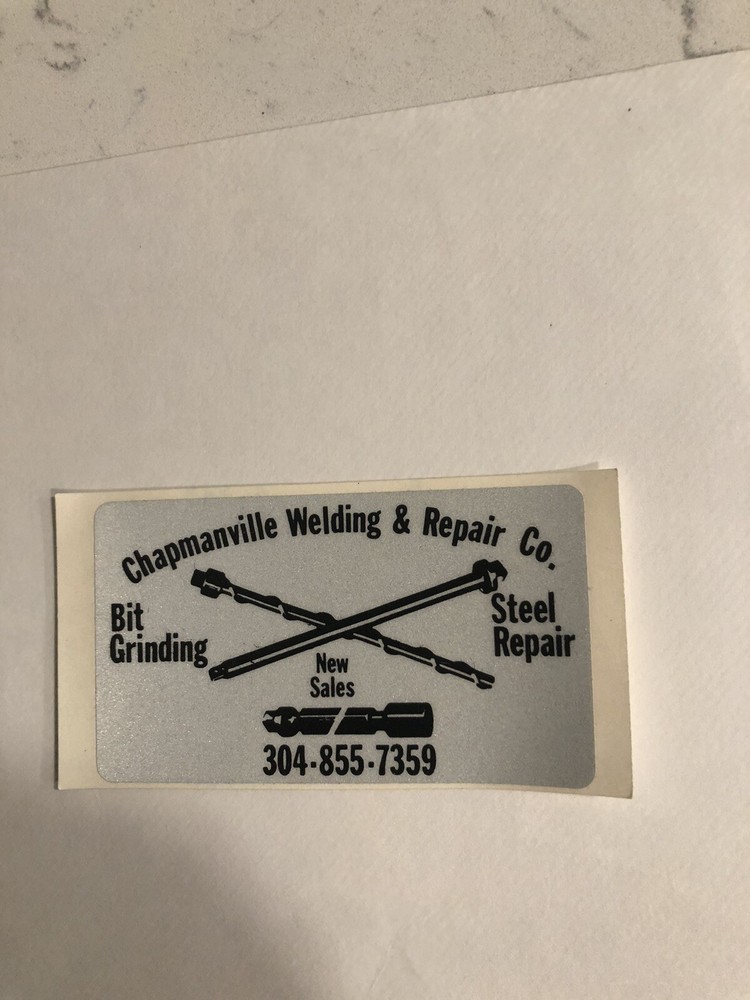 Chapmanville Welding & Repair Co.
Bit
Grinding
Steel
Repair
New
Sales
304-855-7359